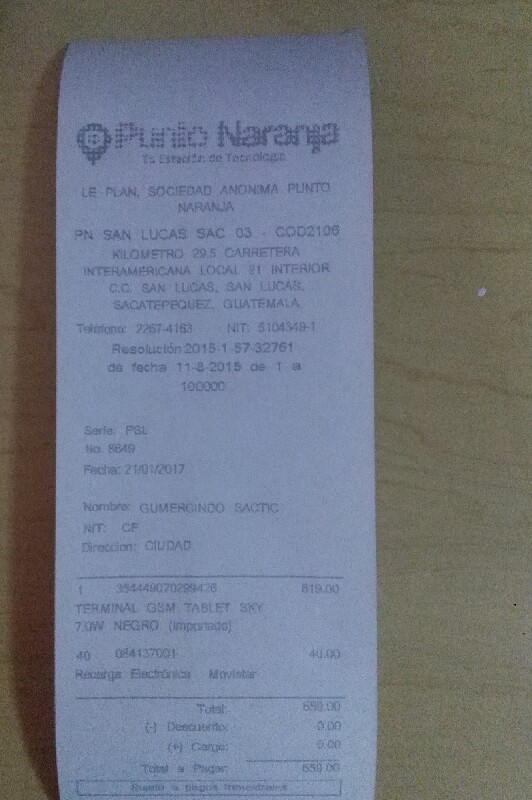 Punto Naranja
Tu Estación de Tecnología
LE PLAN, SOCIEDAD ANONIMA PUNTO
NARANJA
PN SAN LUCAS SAC 03 - COD2106
KILOMETRO 29.5 CARRETERA
INTERAMERICANA LOCAL 21 INTERIOR
C.C. SAN LUCAS, SAN LUCAS,
SACATEPEQUEZ, GUATEMALA
Teléfono: 2267-4163 NIT: 5104349-1
Resolución 2015-1-57-32761
de fecha 11-8-2015 de 1 a
100000
Serie: PSL
No. 8649
Fecha: 21/01/2017
Nombre: GUMERCINDO SACTIC
NIT: CF
Direccion: CIUDAD
1 354449070299426 619.00
TERMINAL GSM TABLET SKY
7.0W NEGRO (Importado)
40 084137001 40.00
Recarga Electrónica Movistar
Total: 659.00
(-) Descuento: 0.00
(+) Cargo: 0.00
Total a Pagar: 659.00
Sujeto a pagos trimestrales